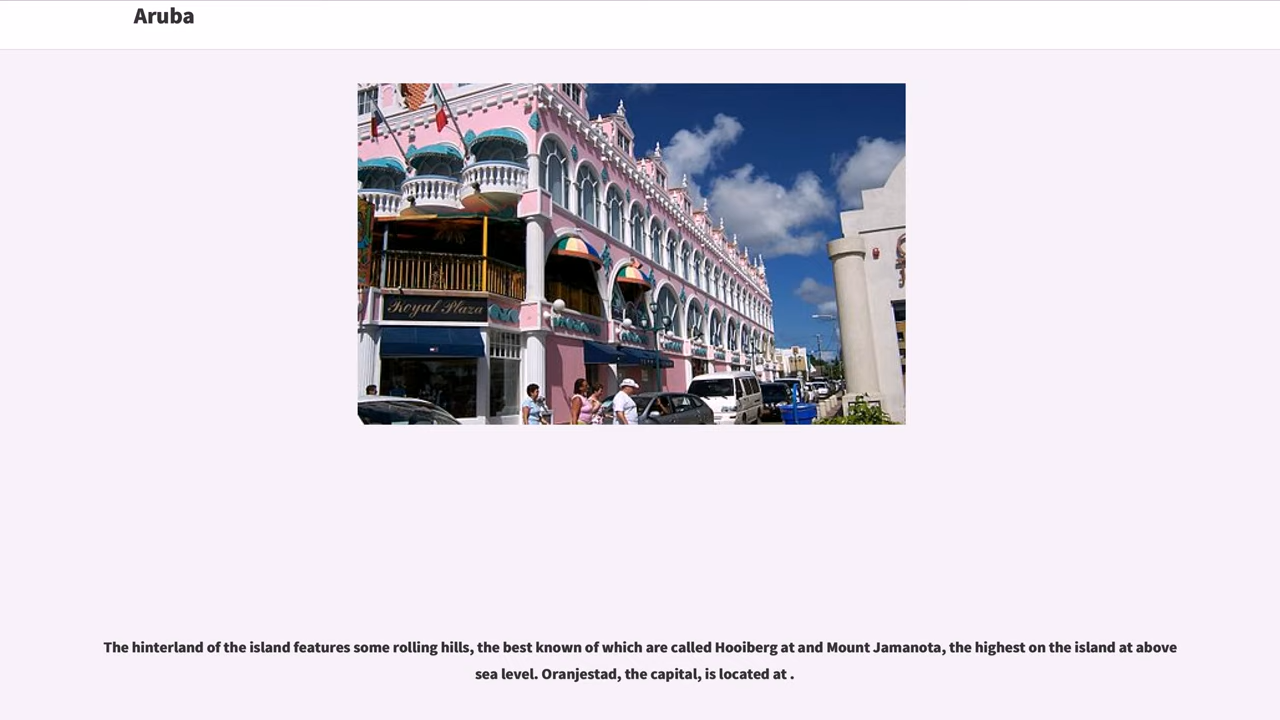 Aruba
Royal Plaza
The hinterland of the island features some rolling hills, the best known of which are called Hooiberg at and Mount Jamanota, the highest on the island at above
sea level. Oranjestad, the capital, is located at .